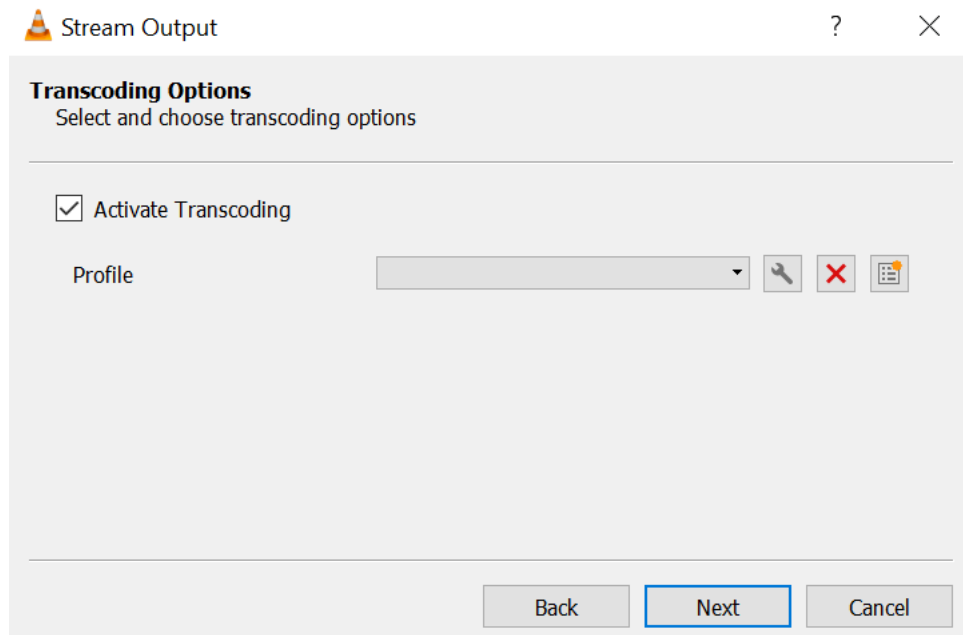 Stream Output
?
Transcoding Options
Select and choose transcoding options
Activate Transcoding
Profile
Back
Next
Cancel